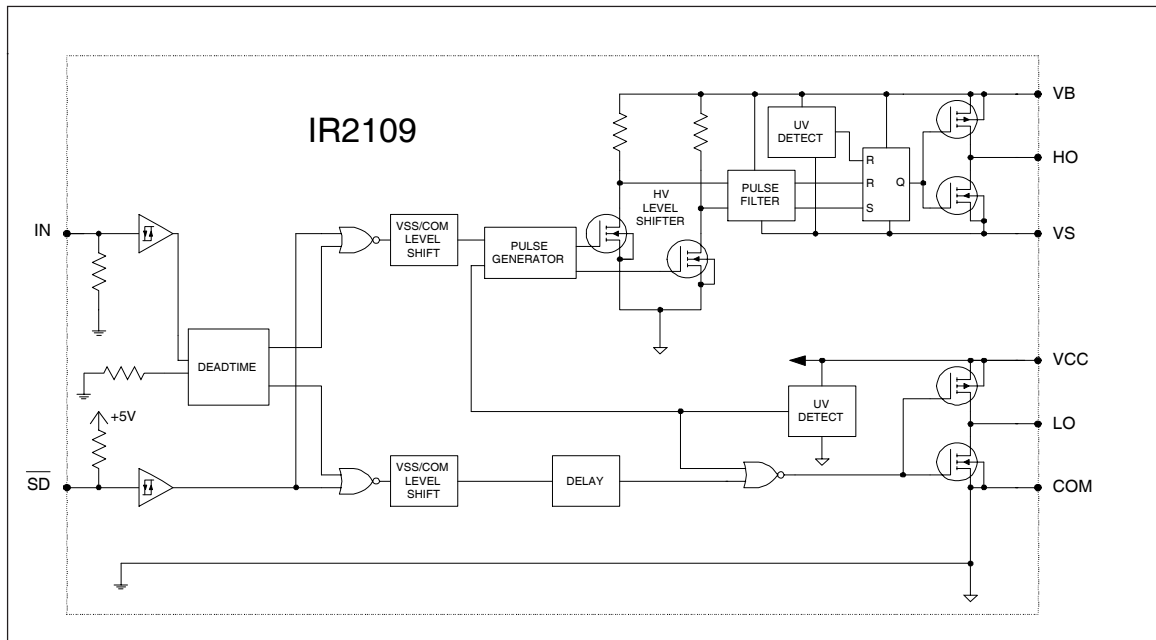 IR2109
VB
UV
DETECT
R
R
Q
S
HO
PULSE
FILTER
HV
LEVEL
SHIFTER
IN
VSS/COM
LEVEL
SHIFT
PULSE
GENERATOR
VS
DEADTIME
VCC
+5V
UV
DETECT
LO
SD
VSS/COM
LEVEL
SHIFT
DELAY
COM